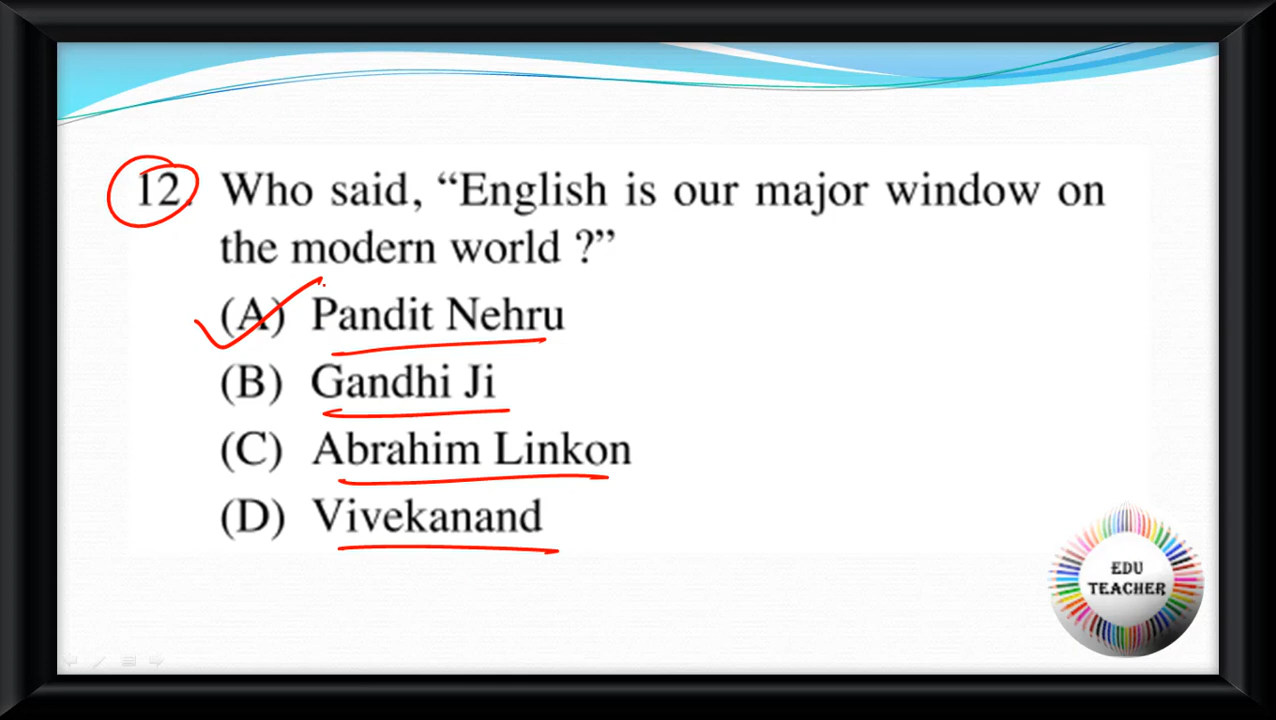 12. Who said, “English is our major window on
the modern world ?”
(A) Pandit Nehru
(B) Gandhi Ji
(C) Abrahim Linkon
(D) Vivekanand
EDU
TEACHER